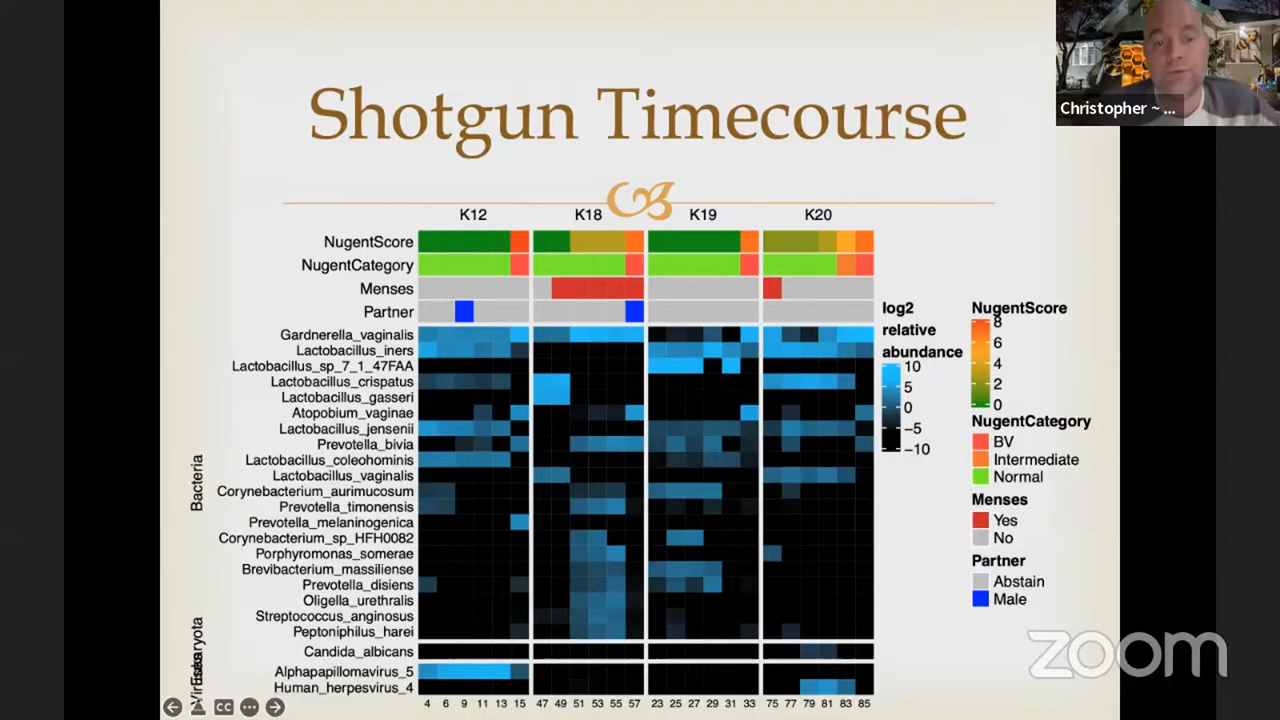 Christopher ~ ...
Shotgun Timecourse
K12 K18 K19 K20
NugentScore
NugentCategory
Menses
Partner
Gardnerella_vaginalis
Lactobacillus_iners
Lactobacillus_sp_7_1_47FAA
Lactobacillus_crispatus
Lactobacillus_gasseri
Atopobium_vaginae
Lactobacillus_jensenii
Prevotella_bivia
Lactobacillus_coleohominis
Lactobacillus_vaginalis
Corynebacterium_aurimucosum
Prevotella_timonensis
Prevotella_melaninogenica
Corynebacterium_sp_HFH0082
Porphyromonas_somerae
Brevibacterium_massiliense
Prevotella_disiens
Oligella_urethralis
Streptococcus_anginosus
Peptoniphilus_harei
Candida_albicans
Alphapapillomavirus_5
Human_herpesvirus_4
Bacteria
4 6 9 11 13 15 47 49 51 53 55 57 23 25 27 29 31 33 75 77 79 81 83 85
log2
relative
abundance
10
5
0
−5
−10
NugentScore
8
6
4
2
0
NugentCategory
BV
Intermediate
Normal
Menses
Yes
No
Partner
Abstain
Male
CC
zoom